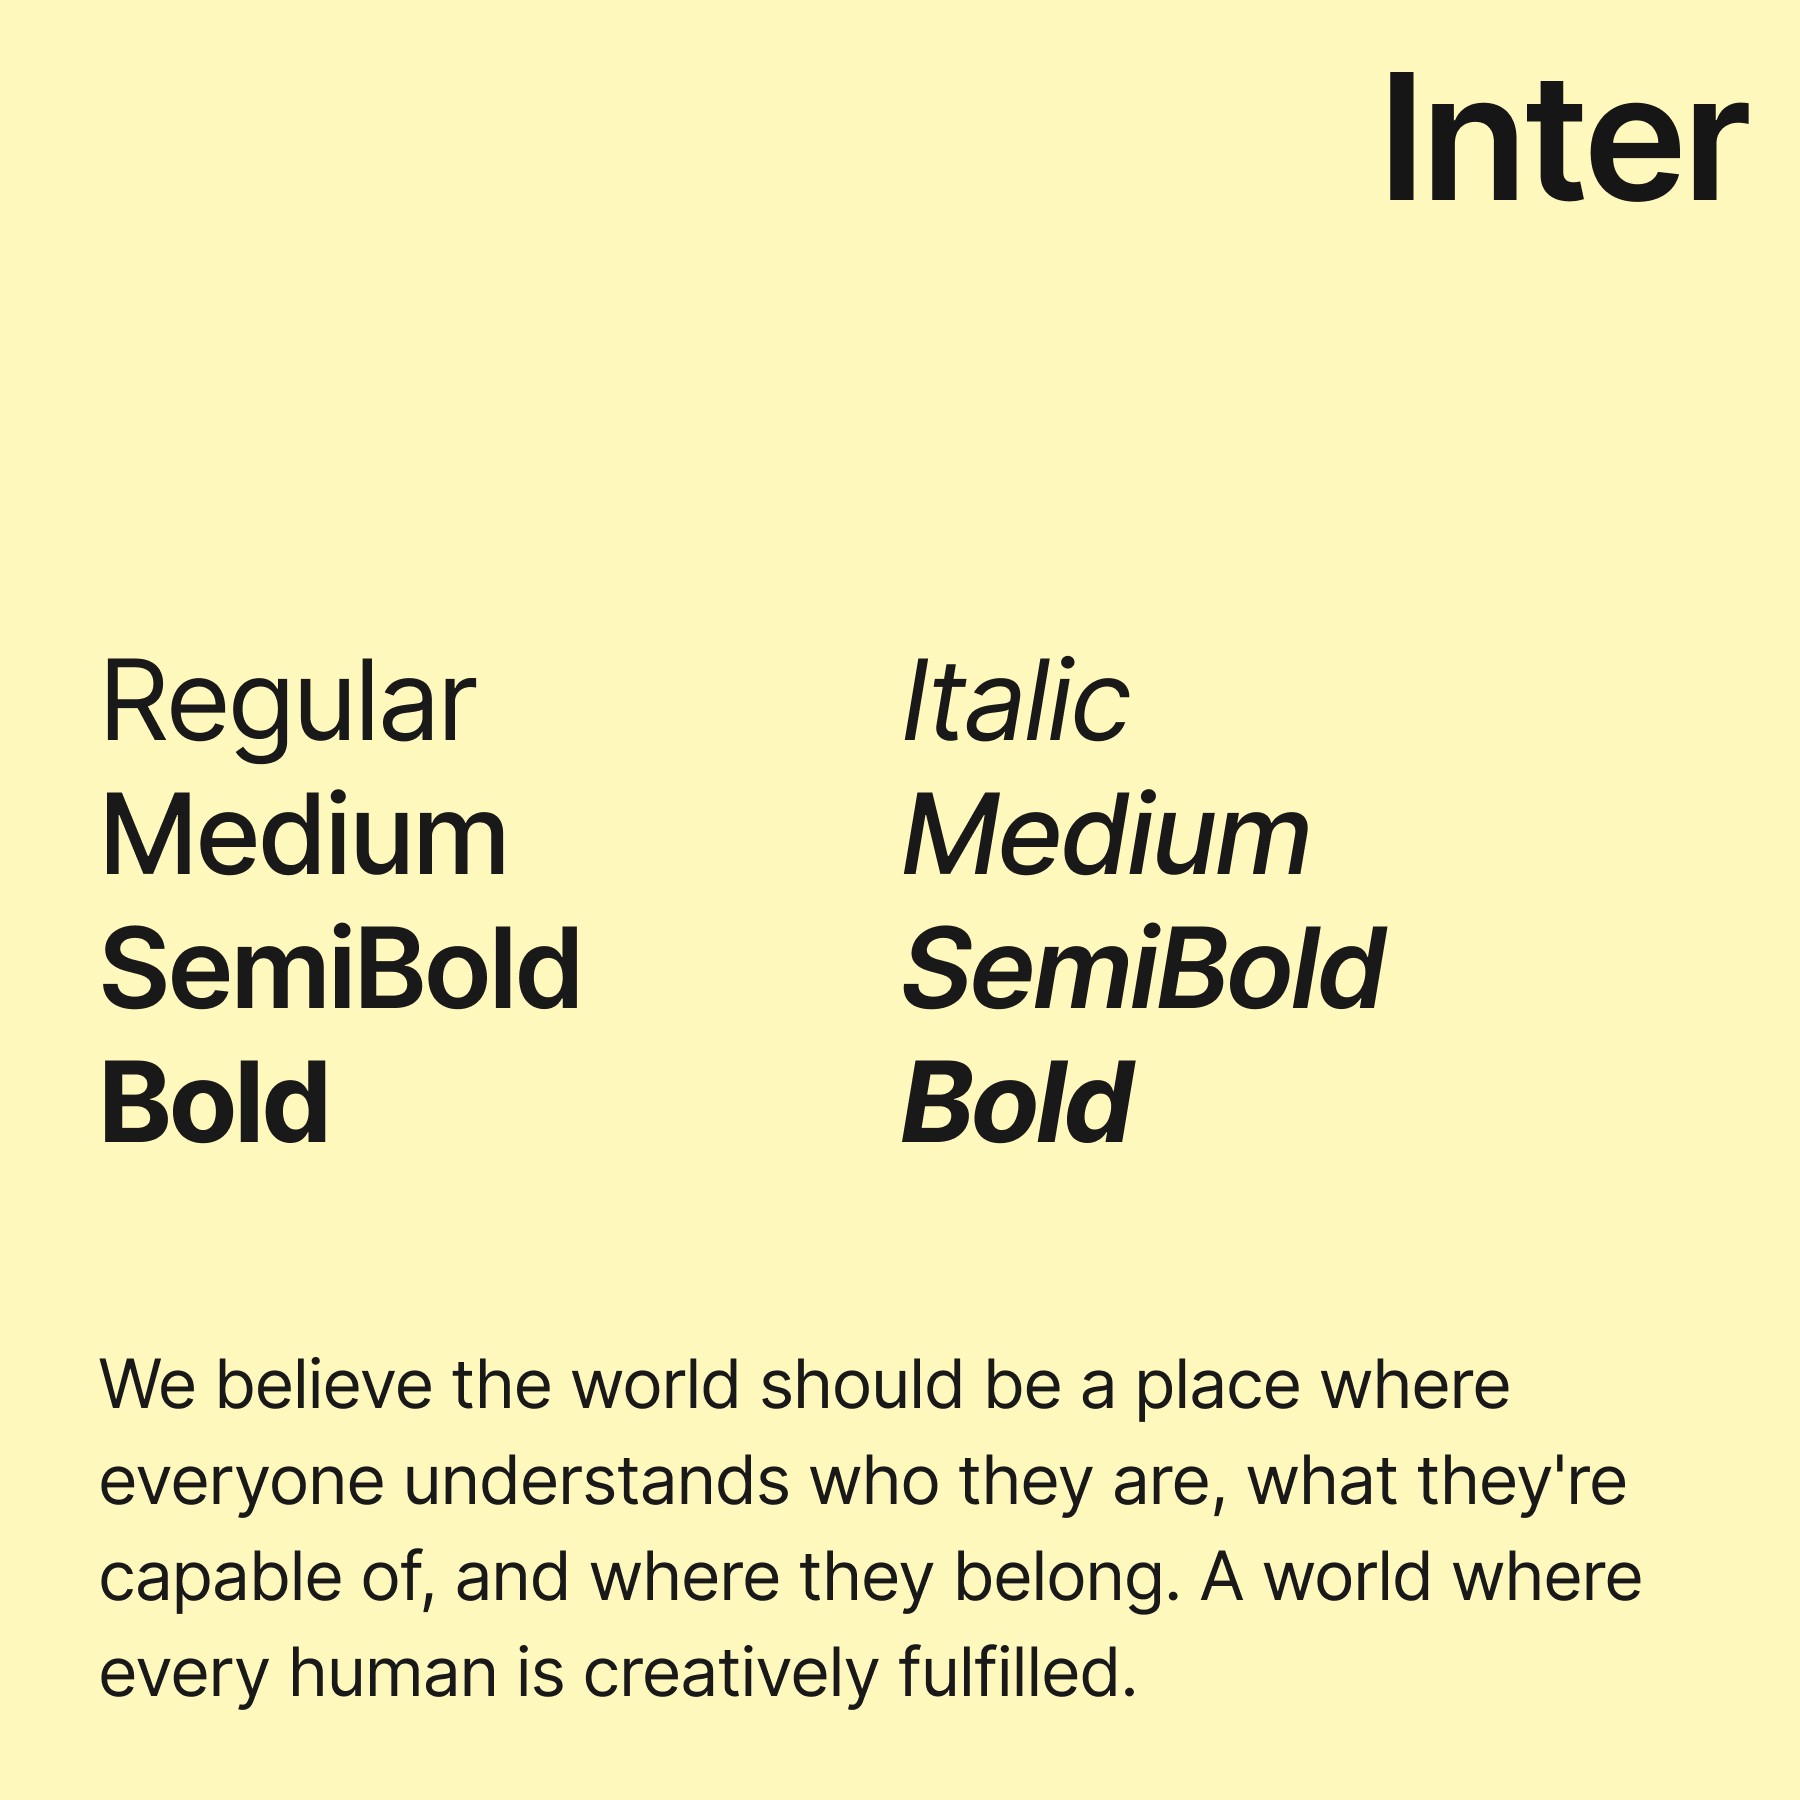 Inter
Regular
Medium
SemiBold
Bold
Italic
Medium
SemiBold
Bold
We believe the world should be a place where
everyone understands who they are, what they're
capable of, and where they belong. A world where
every human is creatively fulfilled.